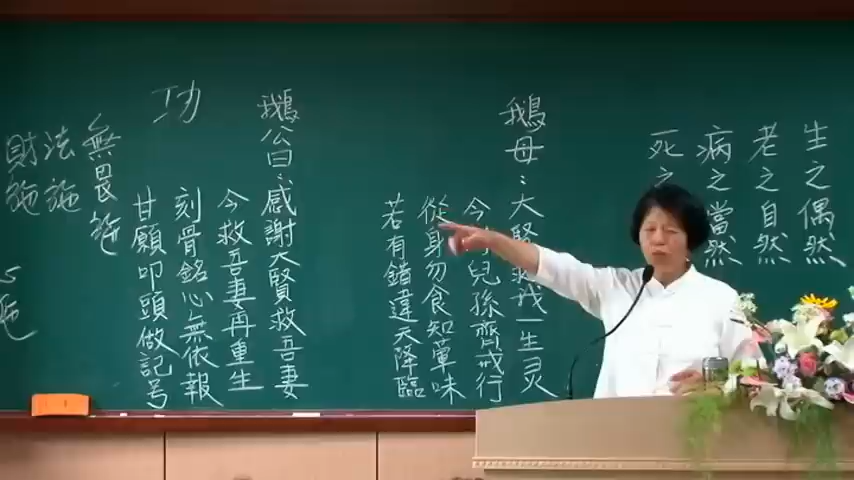 生之偶然
老之自然
病之當然
死之
鵝母：大賢救我一生灵
今 兒孫齊戒行
從身勿食知葷味
若有錯違天降臨
鵝公曰：感謝大賢救吾妻
今救吾妻再重生
刻骨銘心無依報
甘願叩頭做記号
功
無畏施
法施
財施